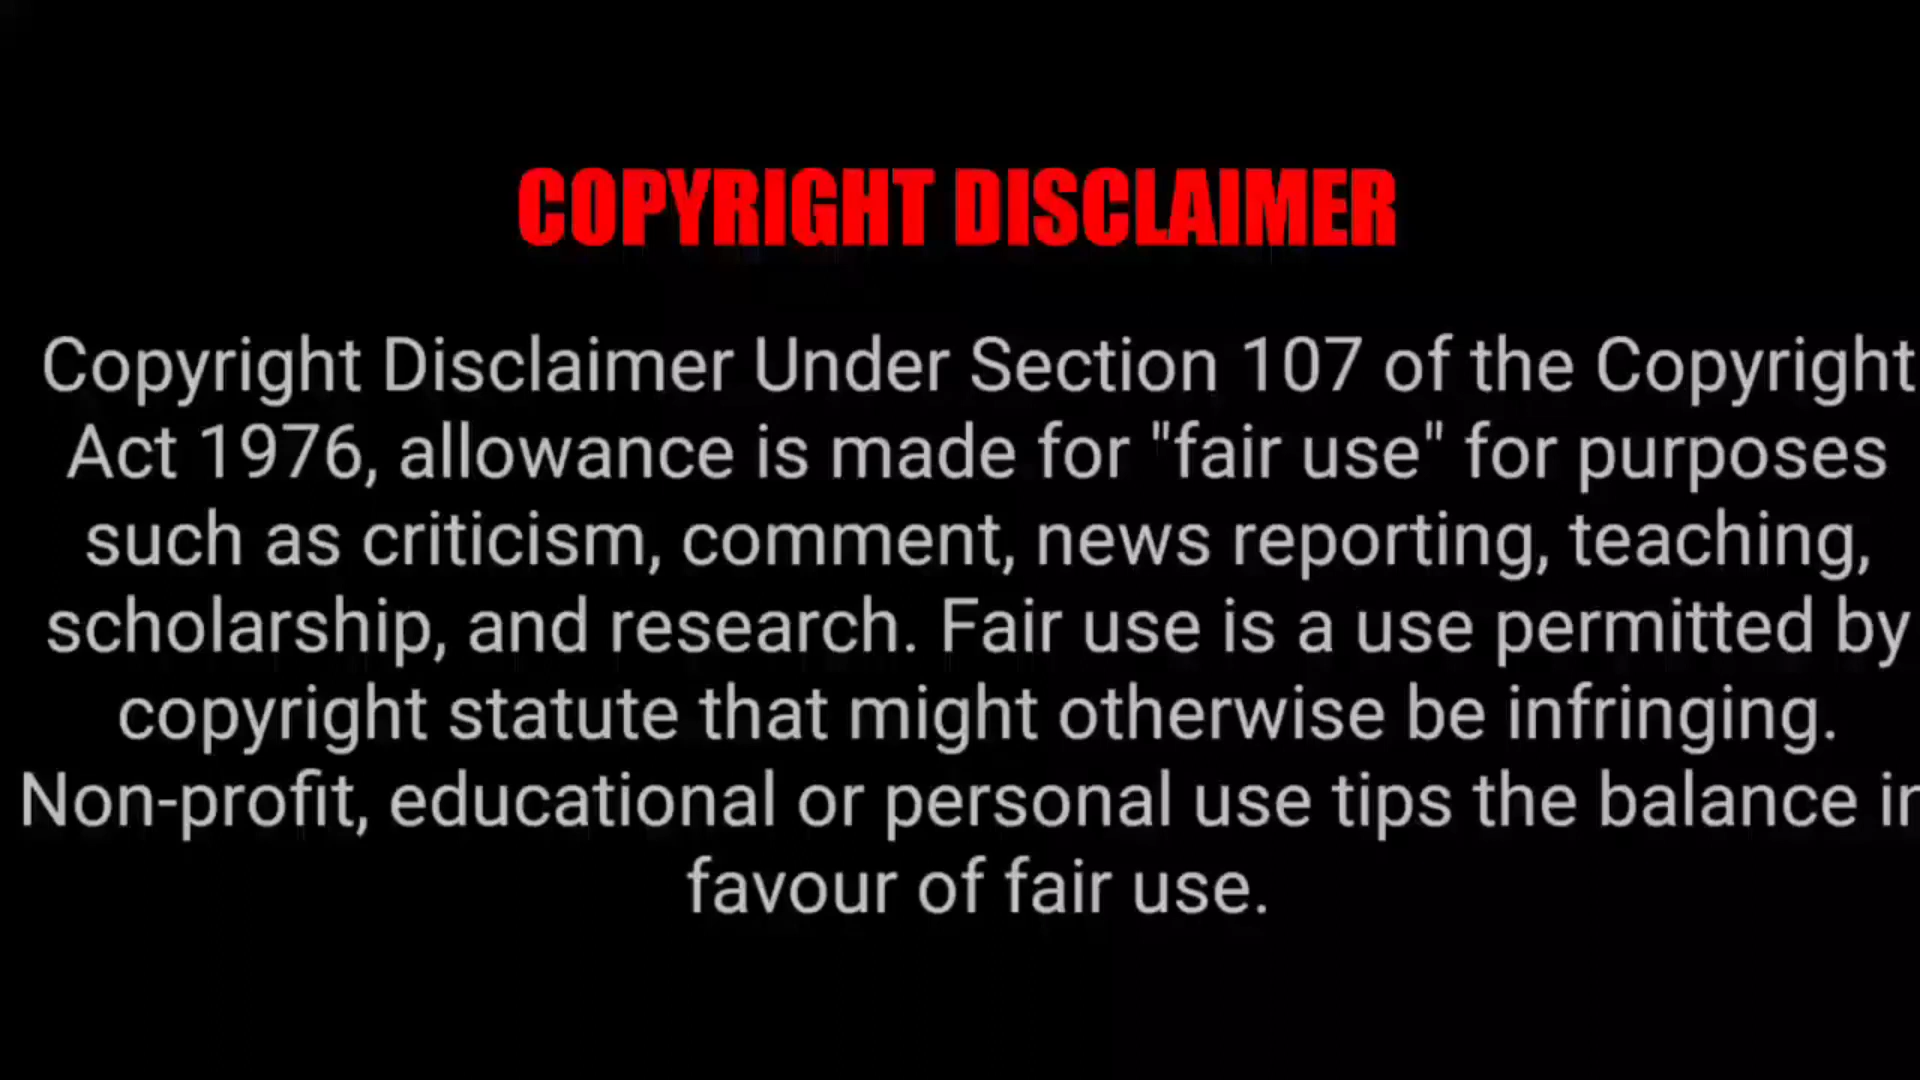 COPYRIGHT DISCLAIMER
Copyright Disclaimer Under Section 107 of the Copyright
Act 1976, allowance is made for "fair use" for purposes
such as criticism, comment, news reporting, teaching,
scholarship, and research. Fair use is a use permitted by
copyright statute that might otherwise be infringing.
Non-profit, educational or personal use tips the balance in
favour of fair use.